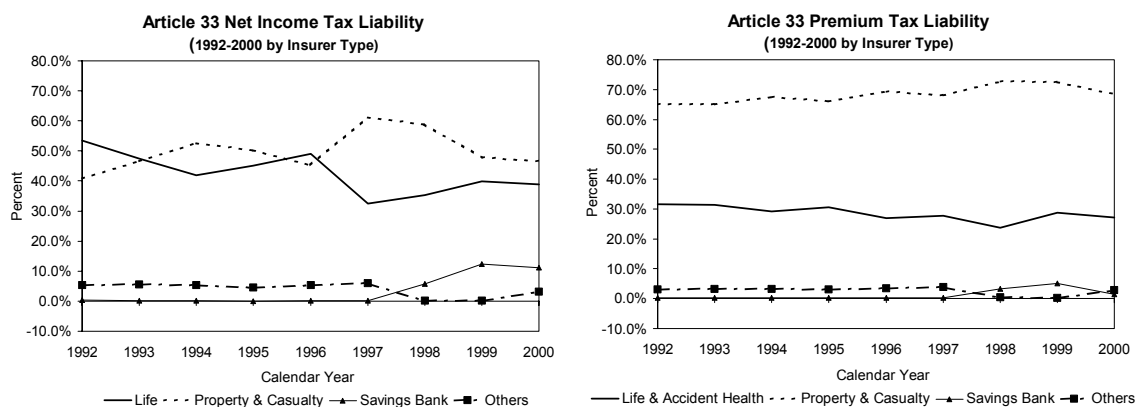 Article 33 Net Income Tax Liability
(1992-2000 by Insurer Type)
80.0%
70.0%
60.0%
50.0%
40.0%
30.0%
20.0%
10.0%
0.0%
-10.0%
Percent
1992 1993 1994 1995 1996 1997 1998 1999 2000
Calendar Year
Life Property & Casualty Savings Bank Others
Article 33 Premium Tax Liability
(1992-2000 by Insurer Type)
80.0%
70.0%
60.0%
50.0%
40.0%
30.0%
20.0%
10.0%
0.0%
-10.0%
Percent
1992 1993 1994 1995 1996 1997 1998 1999 2000
Calendar Year
Life & Accident Health Property & Casualty Savings Bank Others